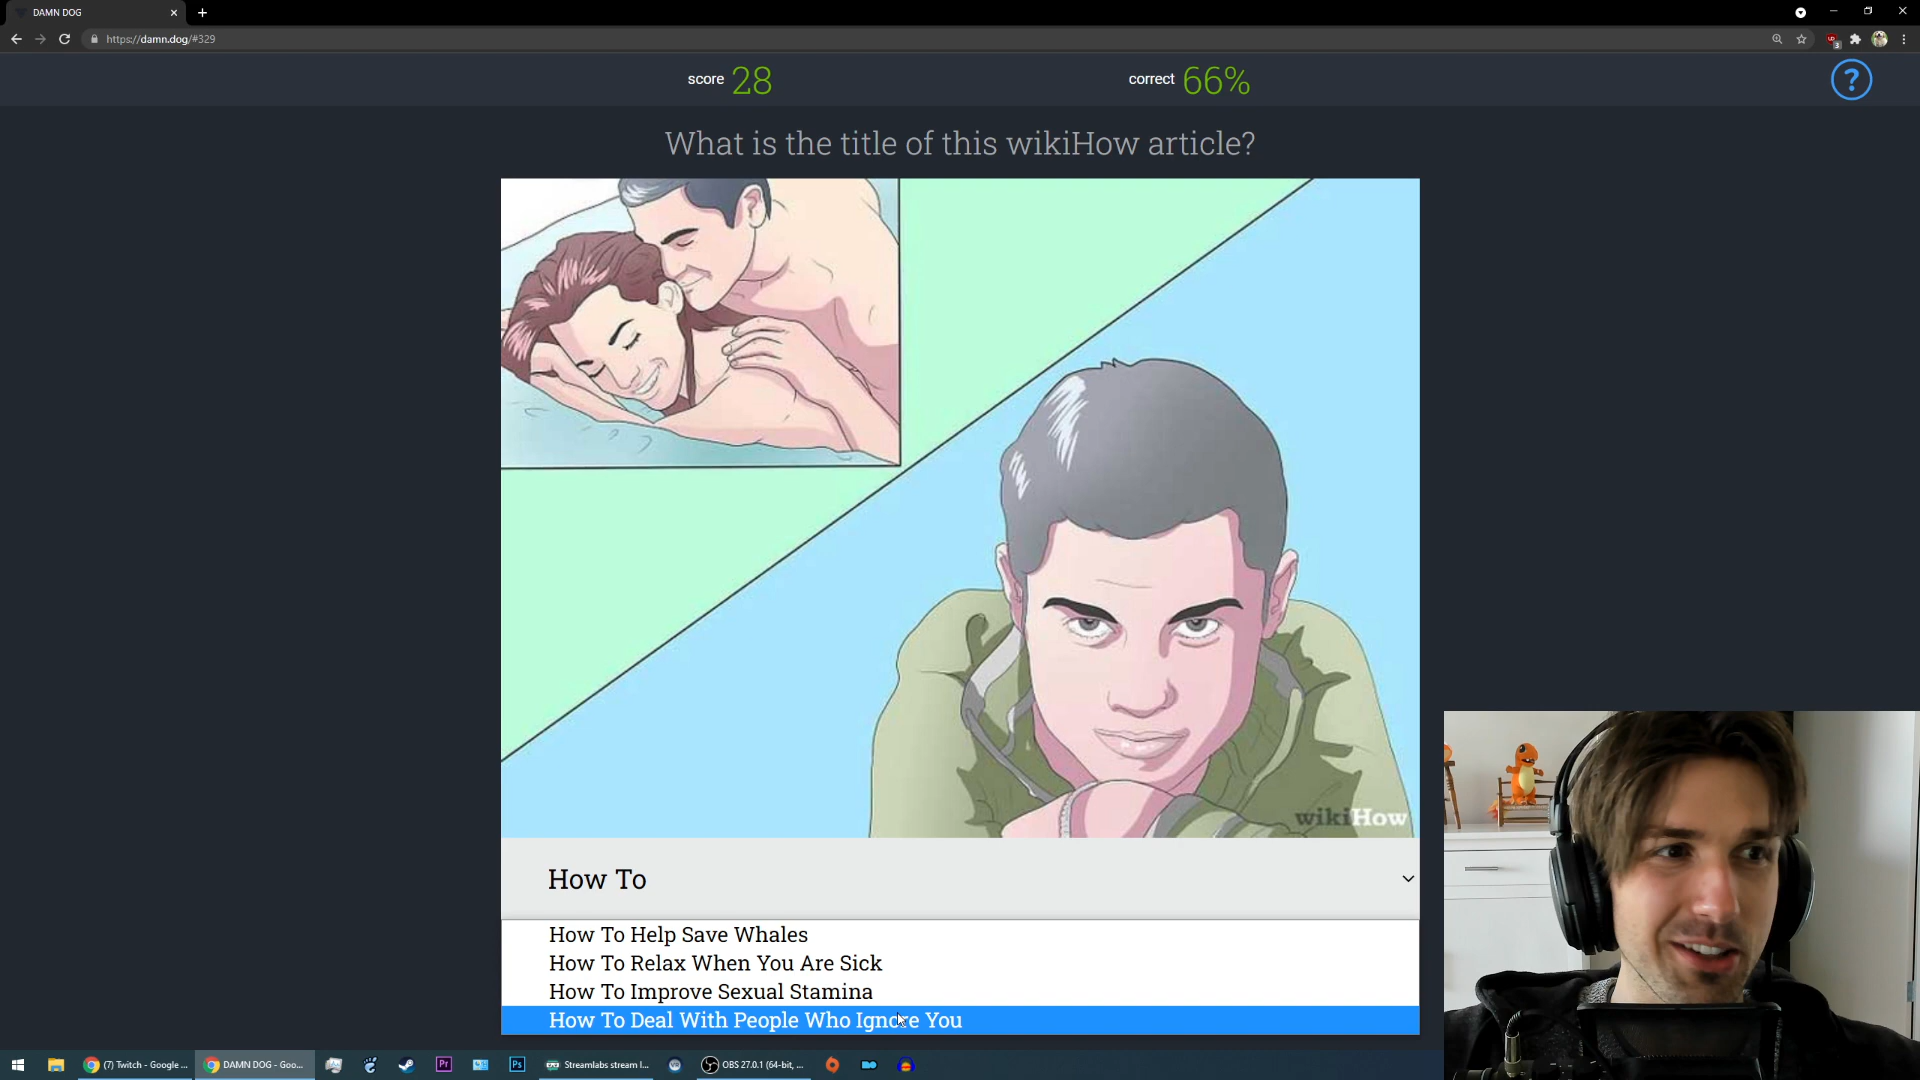 DAMN DOG
https://damn.dog/#329
3
score 28
correct 66%
?
What is the title of this wikiHow article?
wikiHow
How To
How To Help Save Whales
How To Relax When You Are Sick
How To Improve Sexual Stamina
How To Deal With People Who Ignore You
(7) Twitch - Google ...
DAMN DOG - Goo...
Pr
Ps
Streamlabs stream l...
OBS 27.0.1 (64-bit, ...